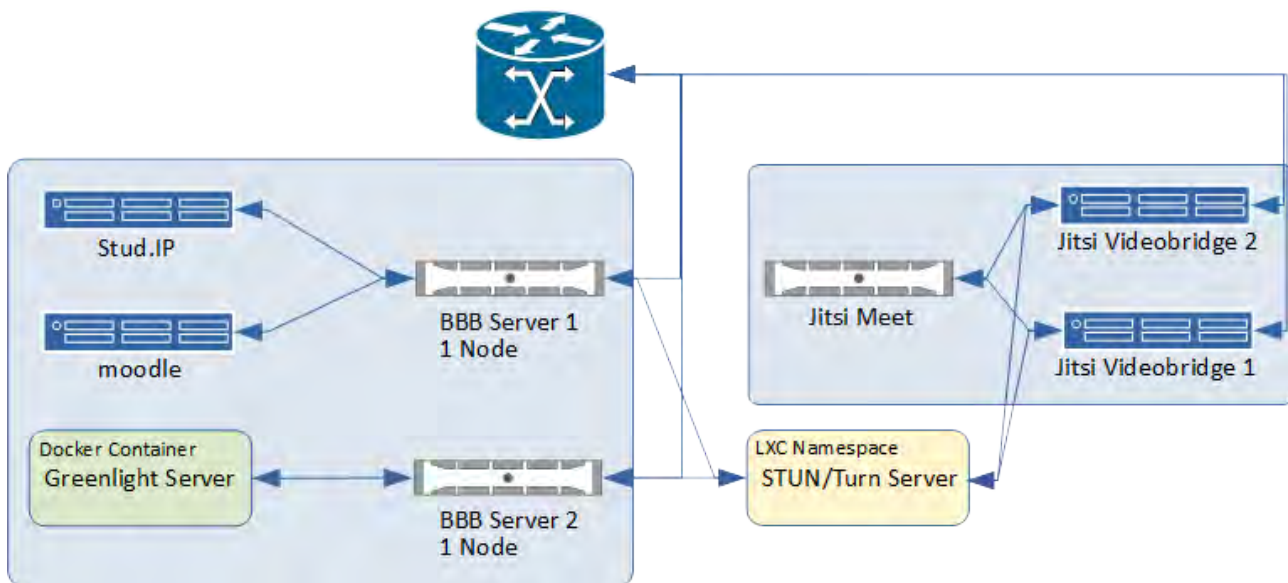 Stud.IP
moodle
BBB Server 1
1 Node
Docker Container
Greenlight Server
BBB Server 2
1 Node
Jitsi Meet
Jitsi Videobridge 2
Jitsi Videobridge 1
LXC Namespace
STUN/Turn Server